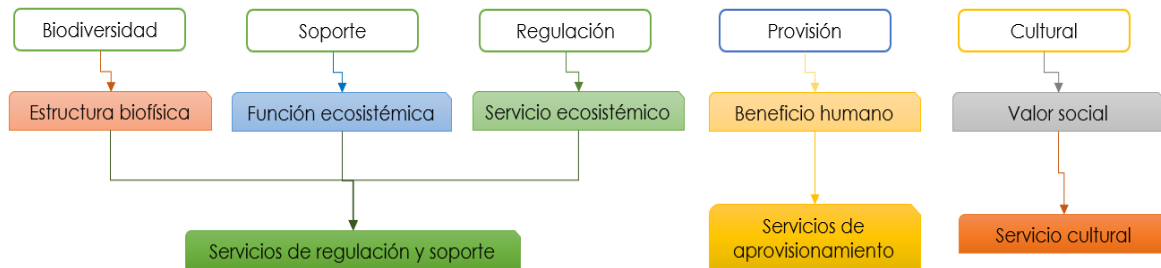 Biodiversidad
Soporte
Regulación
Provisión
Cultural
Estructura biofísica
Función ecosistémica
Servicio ecosistémico
Beneficio humano
Valor social
Servicios de regulación y soporte
Servicios de
aprovisionamiento
Servicio cultural